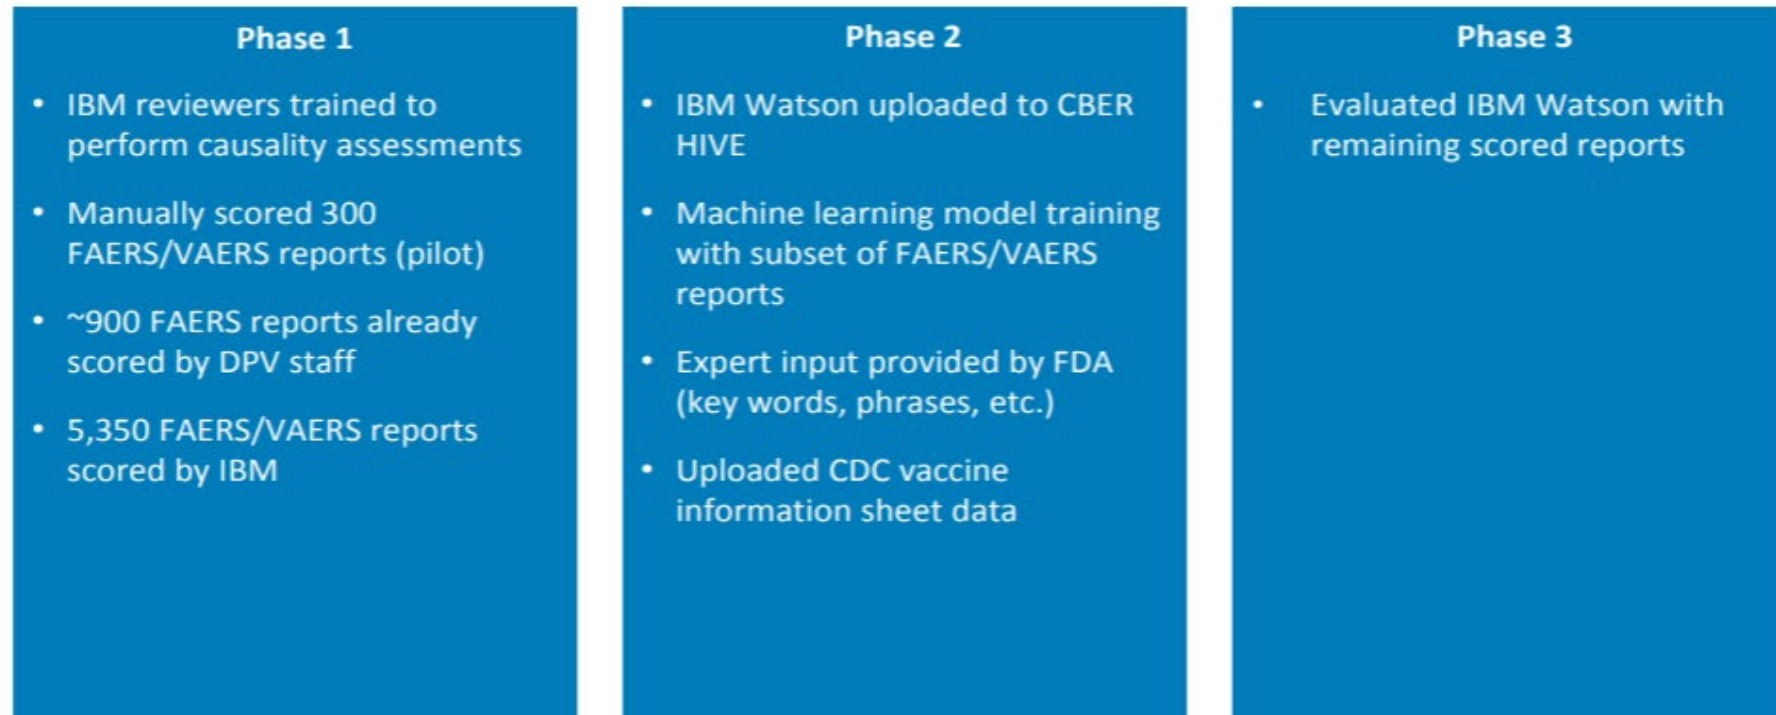 Phase 1
• IBM reviewers trained to
perform causality assessments
• Manually scored 300
FAERS/VAERS reports (pilot)
• ~900 FAERS reports already
scored by DPV staff
• 5,350 FAERS/VAERS reports
scored by IBM
Phase 2
• IBM Watson uploaded to CBER
HIVE
• Machine learning model training
with subset of FAERS/VAERS
reports
• Expert input provided by FDA
(key words, phrases, etc.)
• Uploaded CDC vaccine
information sheet data
Phase 3
• Evaluated IBM Watson with
remaining scored reports